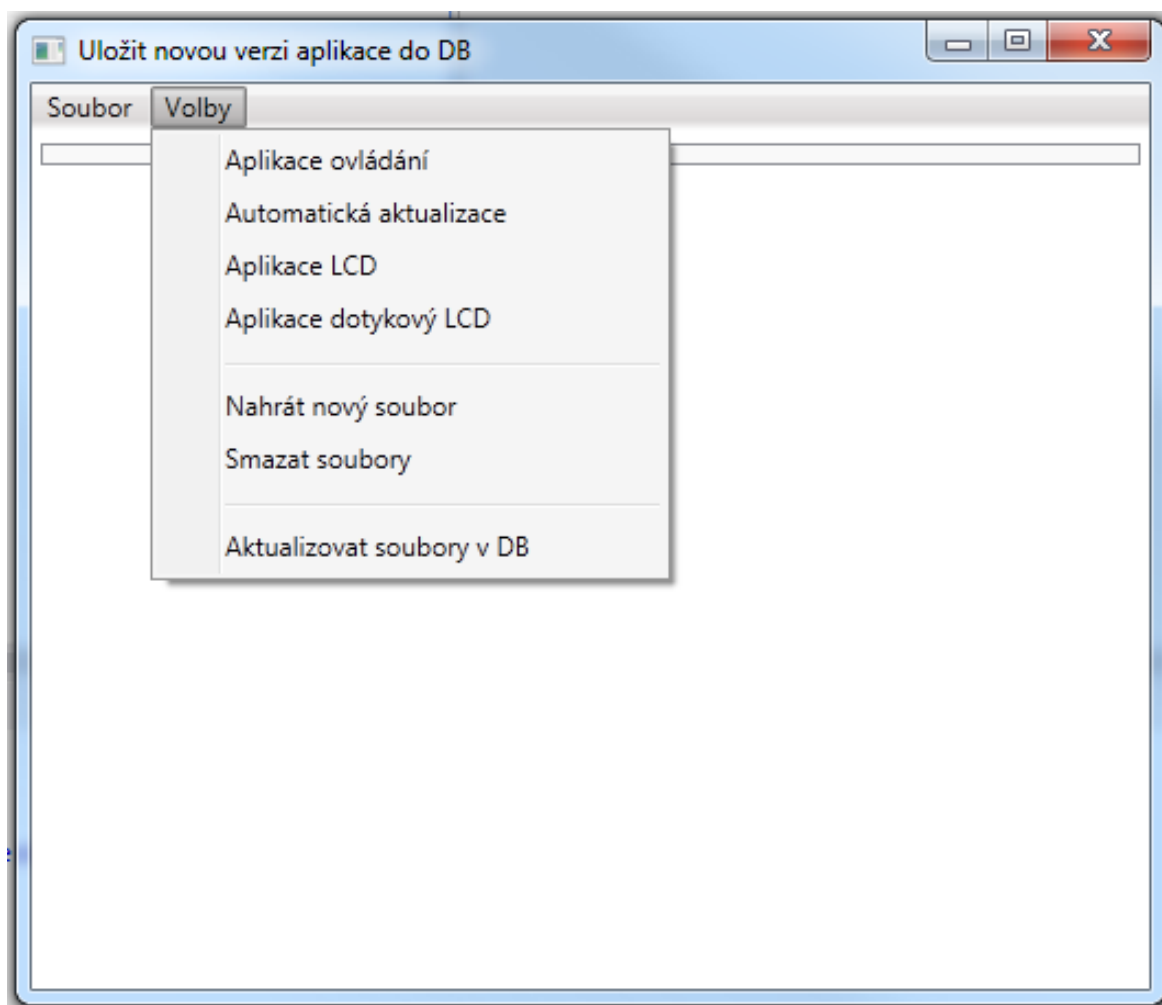 Uložit novou verzi aplikace do DB
Soubor Volby
Aplikace ovládání
Automatická aktualizace
Aplikace LCD
Aplikace dotykový LCD
Nahrát nový soubor
Smazat soubory
Aktualizovat soubory v DB